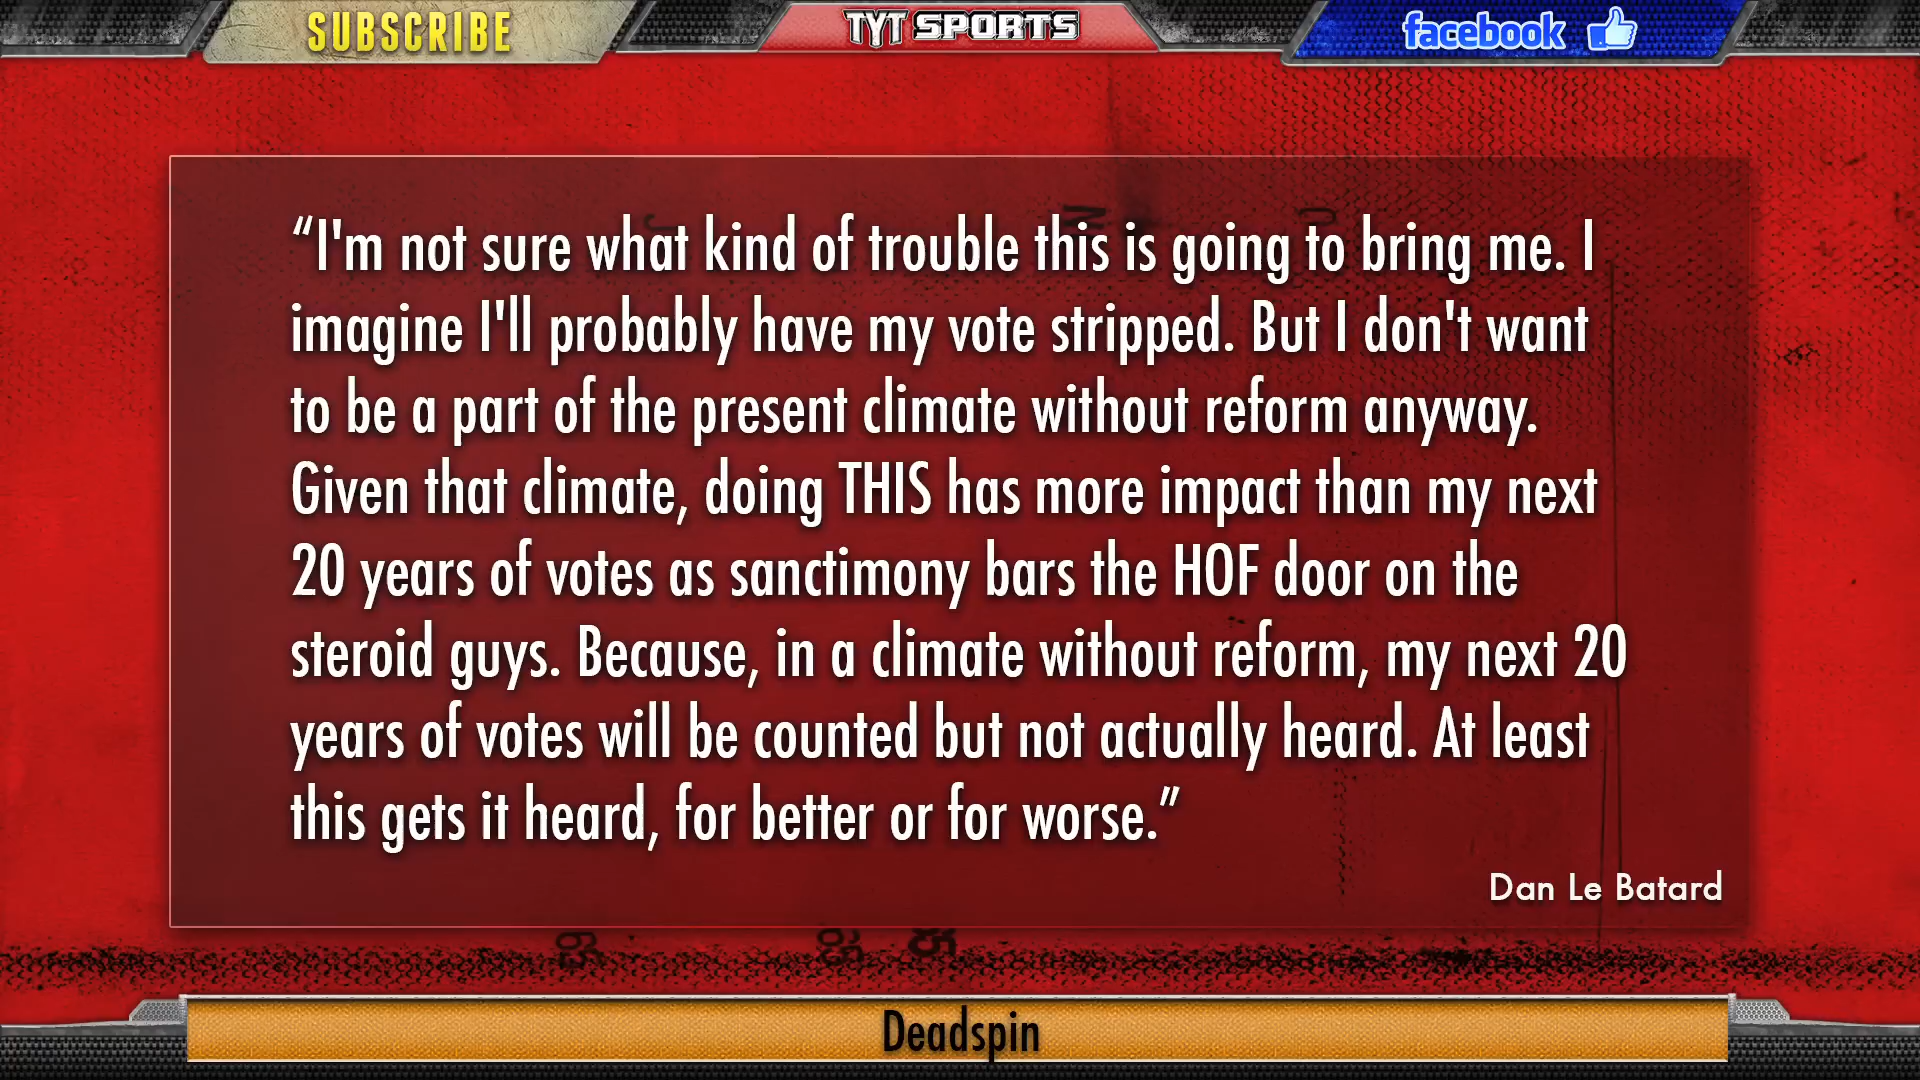 SUBSCRIBE
TYT SPORTS
facebook
“I'm not sure what kind of trouble this is going to bring me. I
imagine I'll probably have my vote stripped. But I don't want
to be a part of the present climate without reform anyway.
Given that climate, doing THIS has more impact than my next
20 years of votes as sanctimony bars the HOF door on the
steroid guys. Because, in a climate without reform, my next 20
years of votes will be counted but not actually heard. At least
this gets it heard, for better or for worse.”
Dan Le Batard
Deadspin